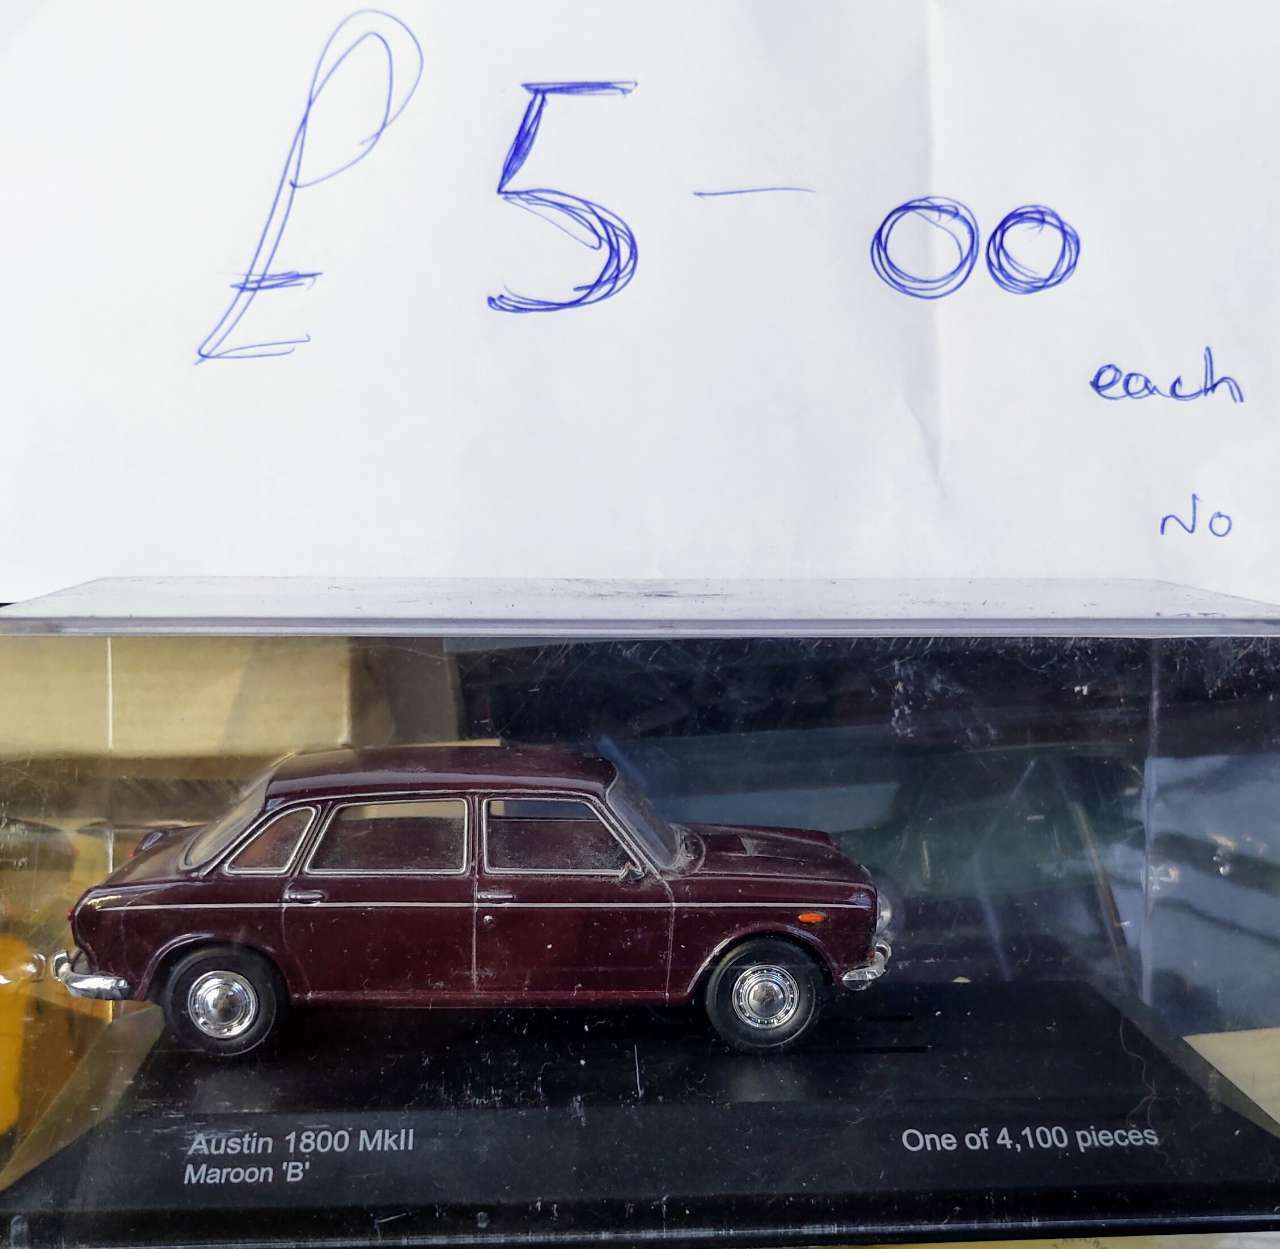 £5-00
each
No
Austin 1800 MkII
Maroon 'B'
One of 4,100 pieces